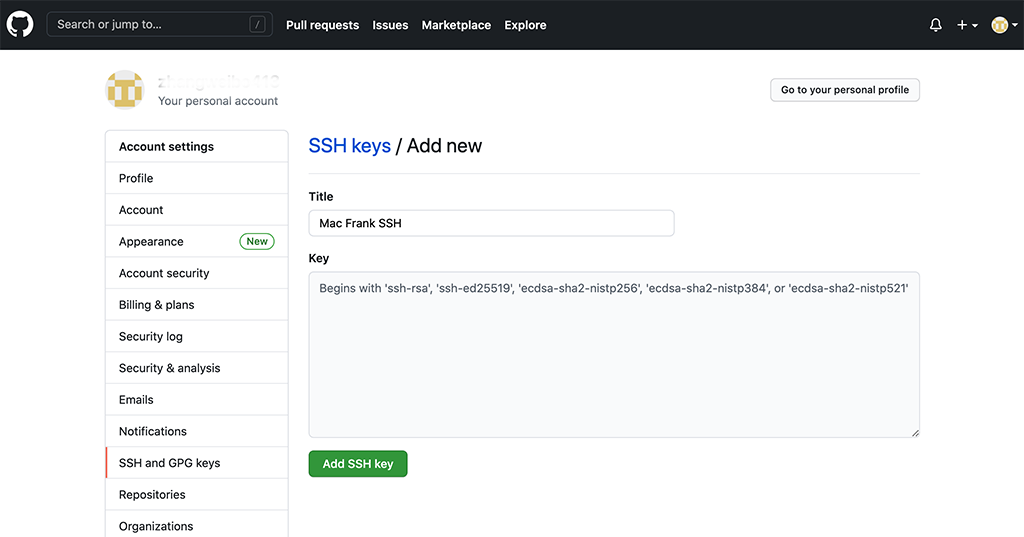 Search or jump to... /
Pull requests Issues Marketplace Explore
Your personal account
Go to your personal profile
Account settings
Profile
Account
Appearance New
Account security
Billing & plans
Security log
Security & analysis
Emails
Notifications
SSH and GPG keys
Repositories
Organizations
SSH keys / Add new
Title
Mac Frank SSH
Key
Begins with 'ssh-rsa', 'ssh-ed25519', 'ecdsa-sha2-nistp256', 'ecdsa-sha2-nistp384', or 'ecdsa-sha2-nistp521'
Add SSH key